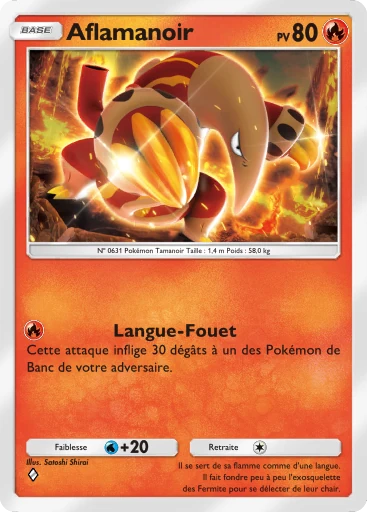 BASE Aflamanoir PV 80
N° 0631 Pokémon Tamanoir Taille : 1,4 m Poids : 58,0 kg
Langue-Fouet
Cette attaque inflige 30 dégâts à un des Pokémon de
Banc de votre adversaire.
Faiblesse +20 Retraite
Illus. Satoshi Shirai
Il se sert de sa flamme comme d'une langue.
Il fait fondre peu à peu l'exosquelette
des Fermite pour se délecter de leur chair.